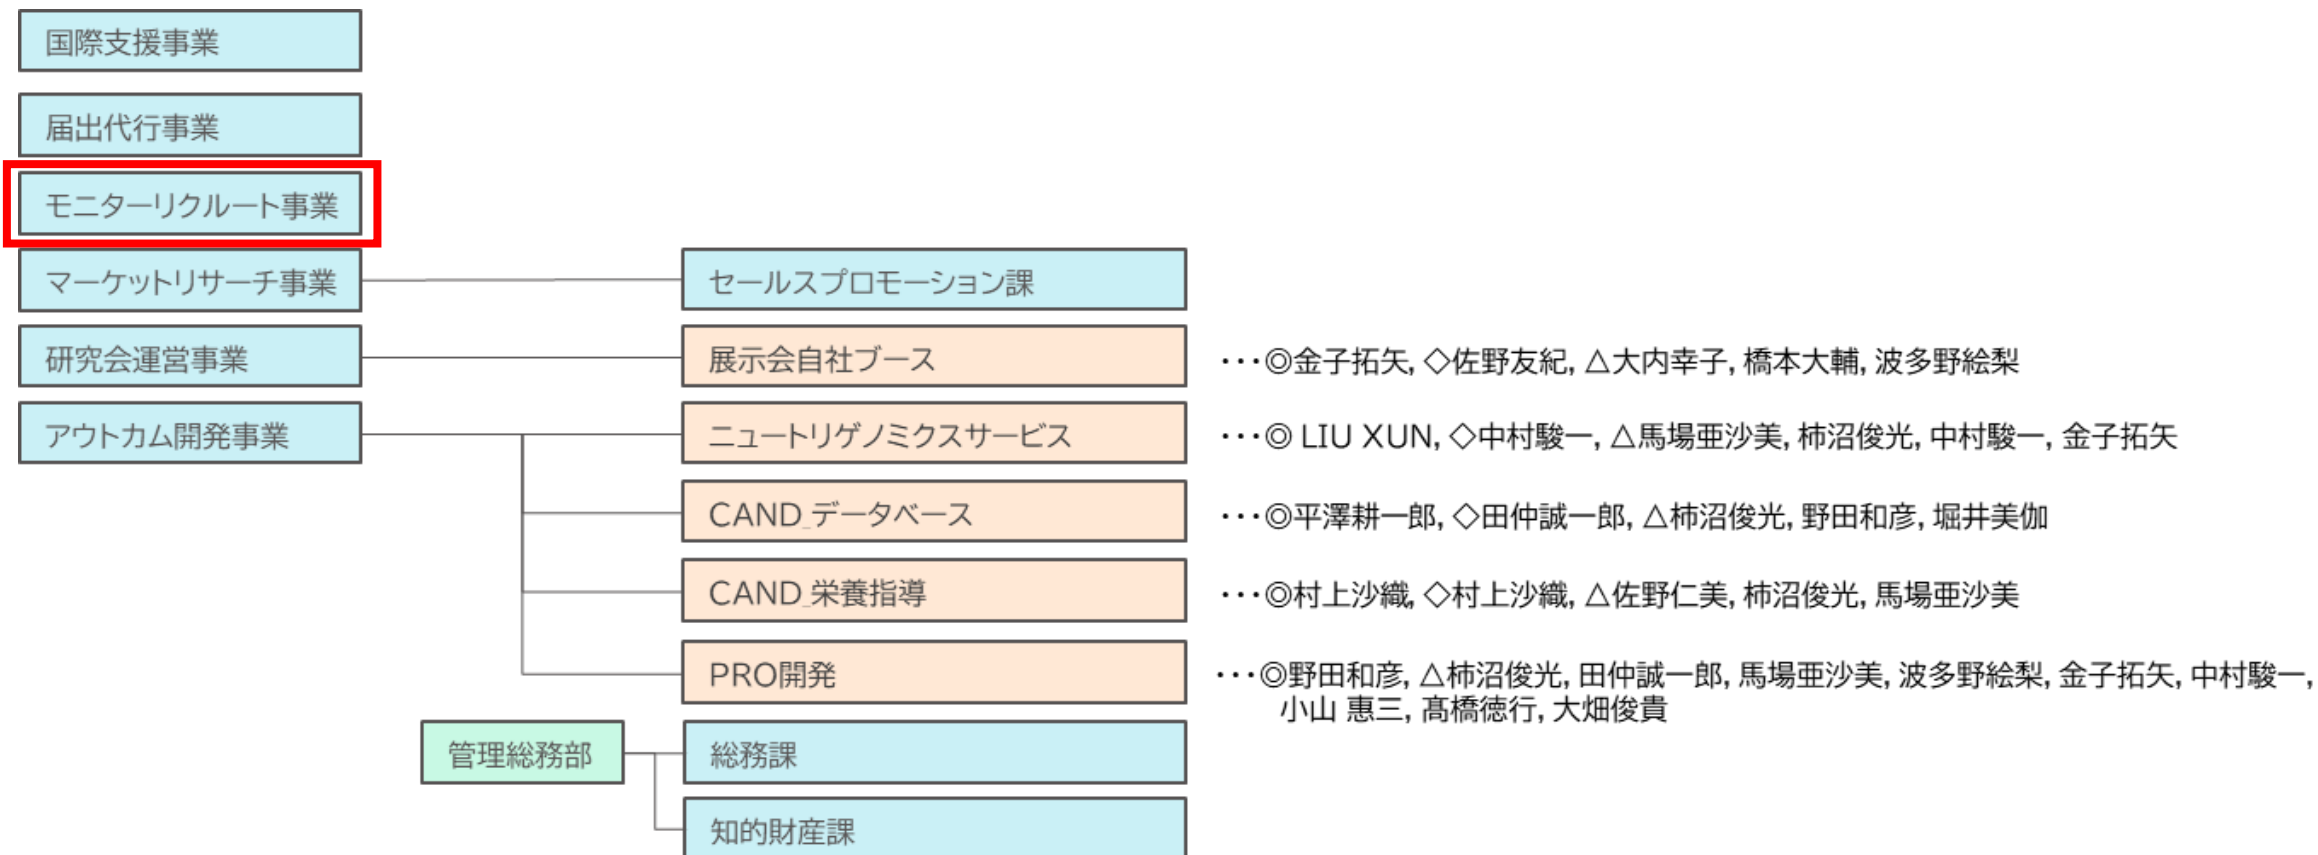 国際支援事業
届出代行事業
モニターリクルート事業
マーケットリサーチ事業
セールスプロモーション課
研究会運営事業
展示会自社ブース
･･･◎金子拓矢, ◇佐野友紀, △大内幸子, 橋本大輔, 波多野絵梨
アウトカム開発事業
ニュートリゲノミクスサービス
･･･◎ LIU XUN, ◇中村駿一, △馬場亜沙美, 柿沼俊光, 中村駿一, 金子拓矢
CAND_データベース
･･･◎平澤耕一郎, ◇田仲誠一郎, △柿沼俊光, 野田和彦, 堀井美伽
CAND_栄養指導
･･･◎村上沙織, ◇村上沙織, △佐野仁美, 柿沼俊光, 馬場亜沙美
PRO開発
･･･◎野田和彦, △柿沼俊光, 田仲誠一郎, 馬場亜沙美, 波多野絵梨, 金子拓矢, 中村駿一,
小山 惠三, 髙橋徳行, 大畑俊貴
管理総務部
総務課
知的財産課